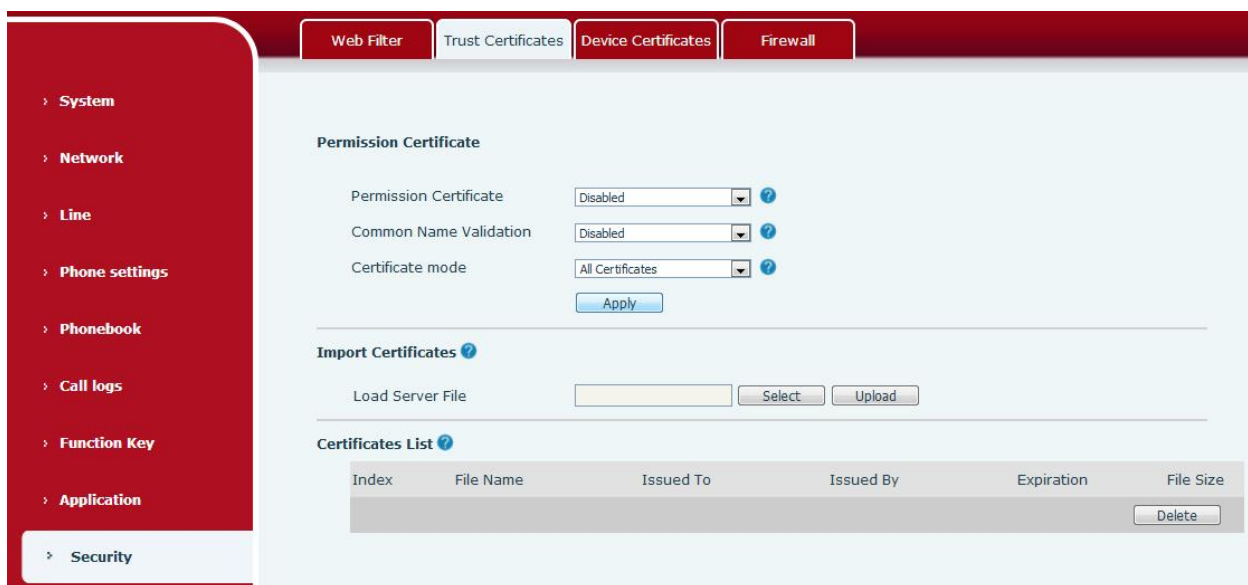 Web Filter Trust Certificates Device Certificates Firewall
System
Network
Line
Phone settings
Phonebook
Call logs
Function Key
Application
Security
Permission Certificate
Permission Certificate Disabled ?
Common Name Validation Disabled ?
Certificate mode All Certificates ?
Apply
Import Certificates ?
Load Server File Select Upload
Certificates List ?
Index File Name Issued To Issued By Expiration File Size
Delete